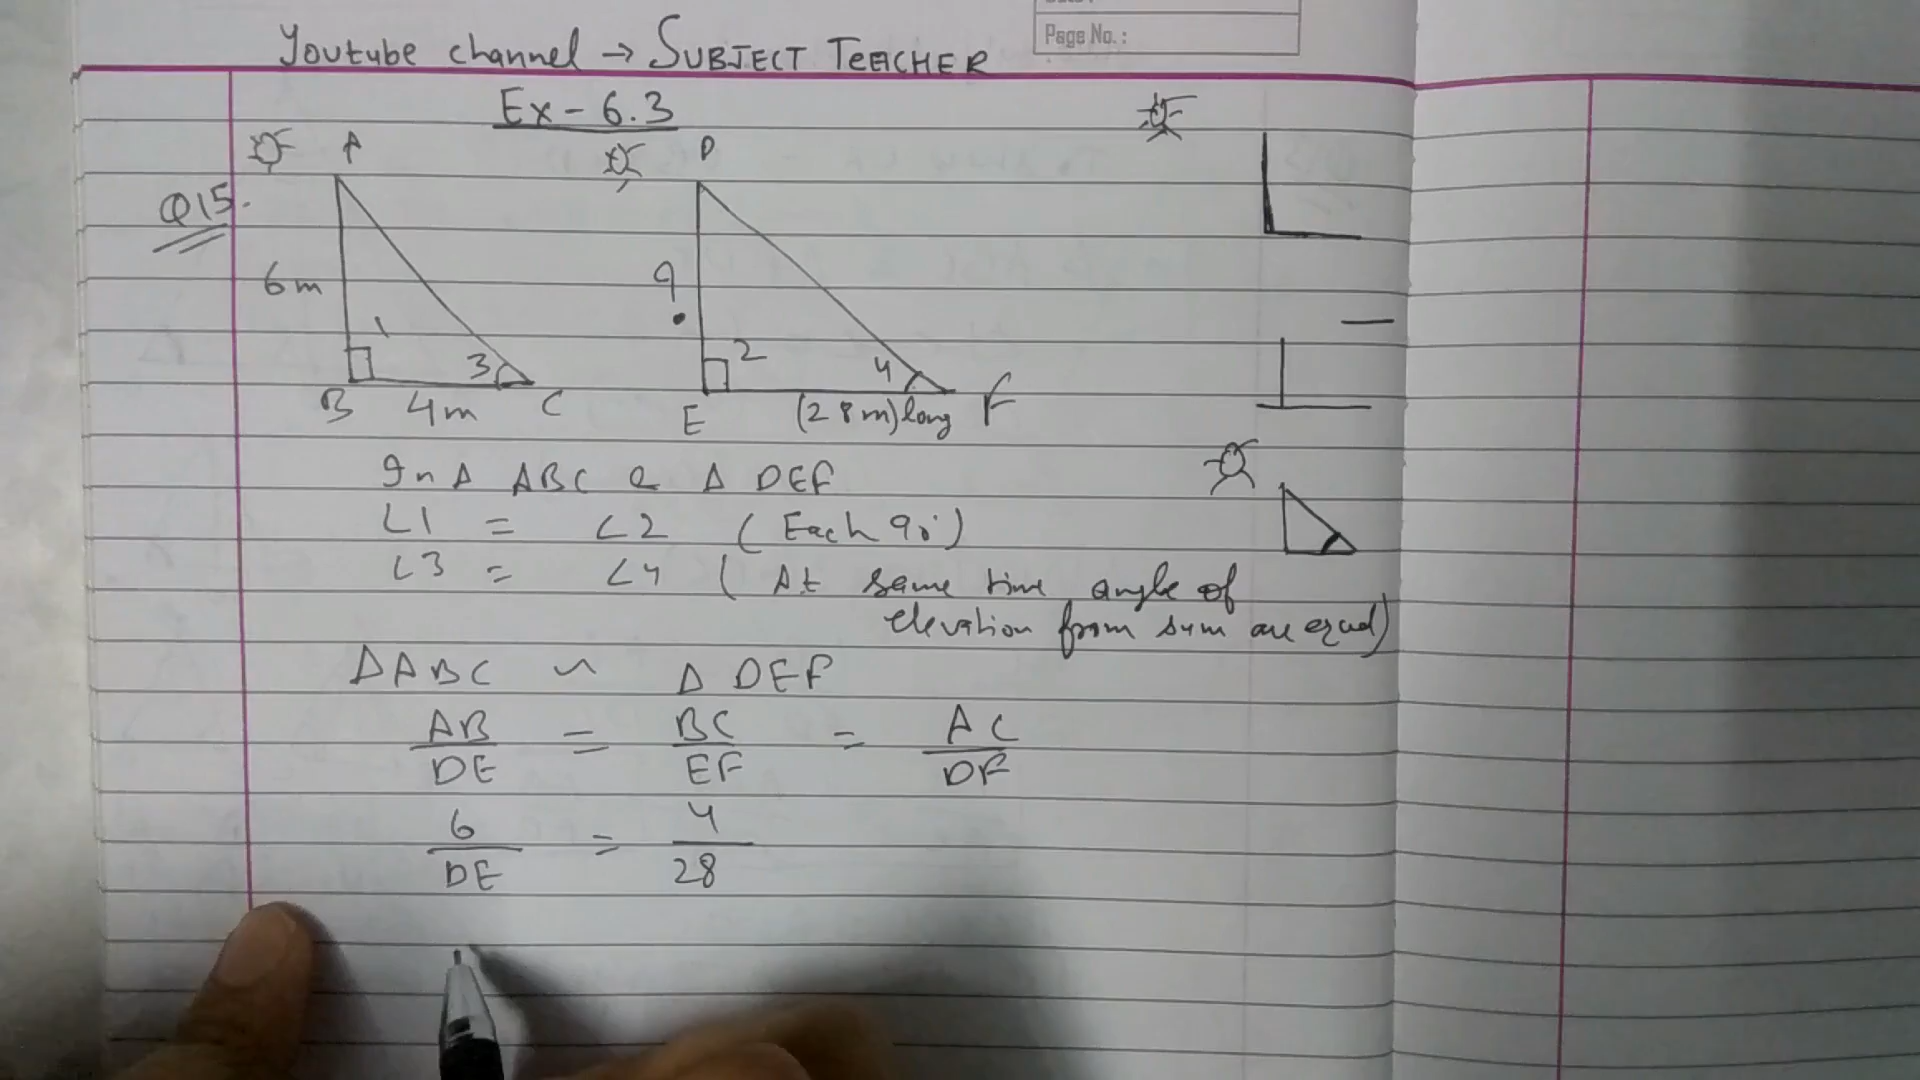 Youtube channel → SUBJECT TEACHER
Page No. :
Ex - 6.3
A
D
Q15.
6m
1
3
B
4m
C
9
2
4
E
(28m) long
F
In Δ ABC & Δ DEF
∠1 = ∠2 (Each 90°)
∠3 = ∠4 (At same time angle of
elevation from sum are equal)
ΔABC ~ Δ DEF
AB/DE = BC/EF = AC/DF
6/DE = 4/28